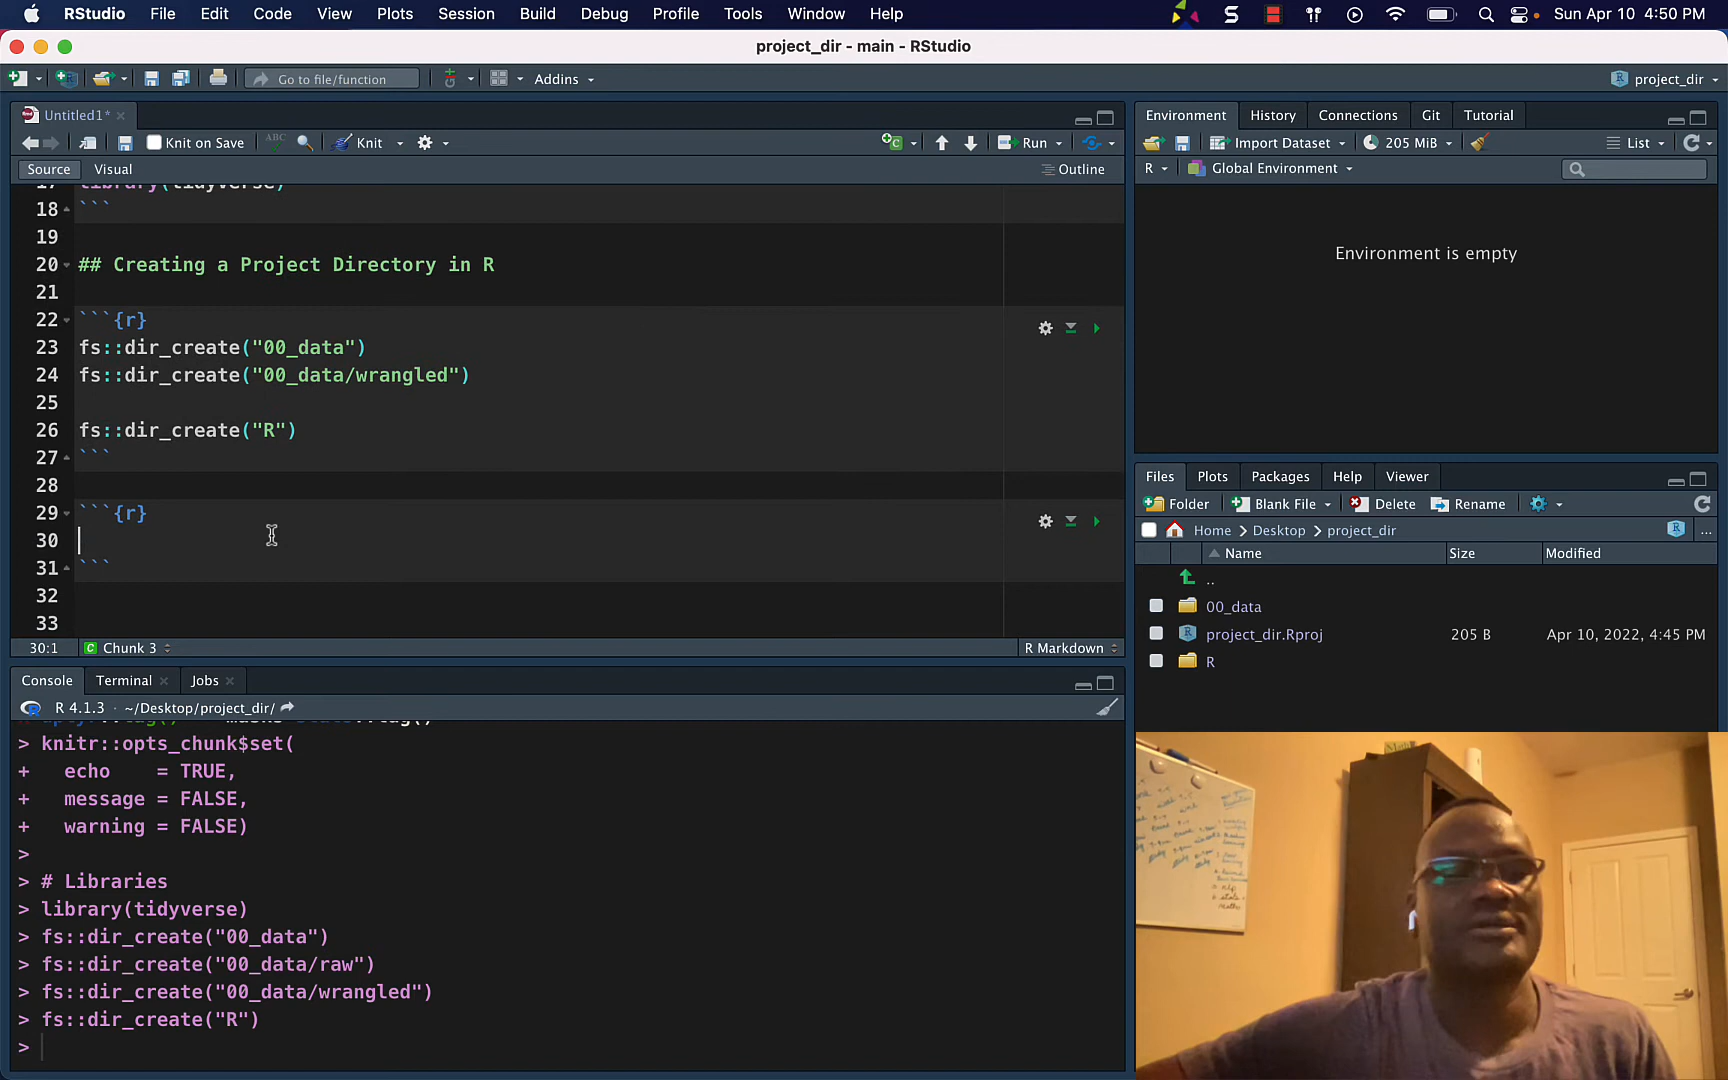 RStudio File Edit Code View Plots Session Build Debug Profile Tools Window Help Sun Apr 10 4:50 PM
project_dir - main - RStudio
Go to file/function Addins project_dir
Untitled1*
Knit on Save ABC Knit Run
Source Visual Outline
17 library(tidyverse)
18 ```
19
20 ## Creating a Project Directory in R
21
22 ```{r}
23 fs::dir_create("00_data")
24 fs::dir_create("00_data/wrangled")
25
26 fs::dir_create("R")
27 ```
28
29 ```{r}
30
31 ```
32
33
30:1 Chunk 3 R Markdown
Console Terminal Jobs
R 4.1.3 · ~/Desktop/project_dir/
> knitr::opts_chunk$set(
+ echo = TRUE,
+ message = FALSE,
+ warning = FALSE)
>
> # Libraries
> library(tidyverse)
> fs::dir_create("00_data")
> fs::dir_create("00_data/raw")
> fs::dir_create("00_data/wrangled")
> fs::dir_create("R")
>
Environment History Connections Git Tutorial
Import Dataset 205 MiB List
R Global Environment
Environment is empty
Files Plots Packages Help Viewer
Folder Blank File Delete Rename
Home Desktop project_dir ...
Name Size Modified
..
00_data
project_dir.Rproj 205 B Apr 10, 2022, 4:45 PM
R